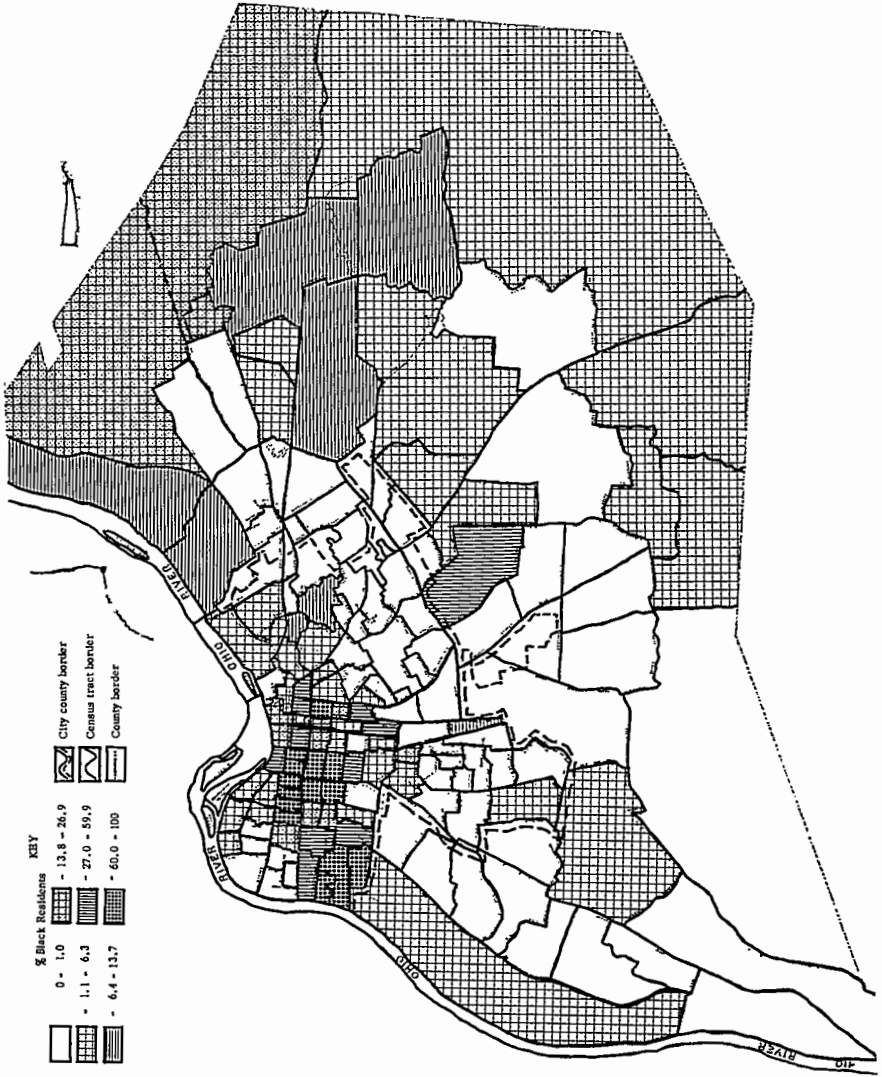 KEY
% Black Residents
0 - 1.0
- 1.1 - 6.3
- 6.4 - 13.7
- 13.8 - 26.9
- 27.0 - 59.9
- 60.0 - 100
City county border
Census tract border
County border
RIVER
OHIO
RIVER
OHIO
RIVER
OHIO